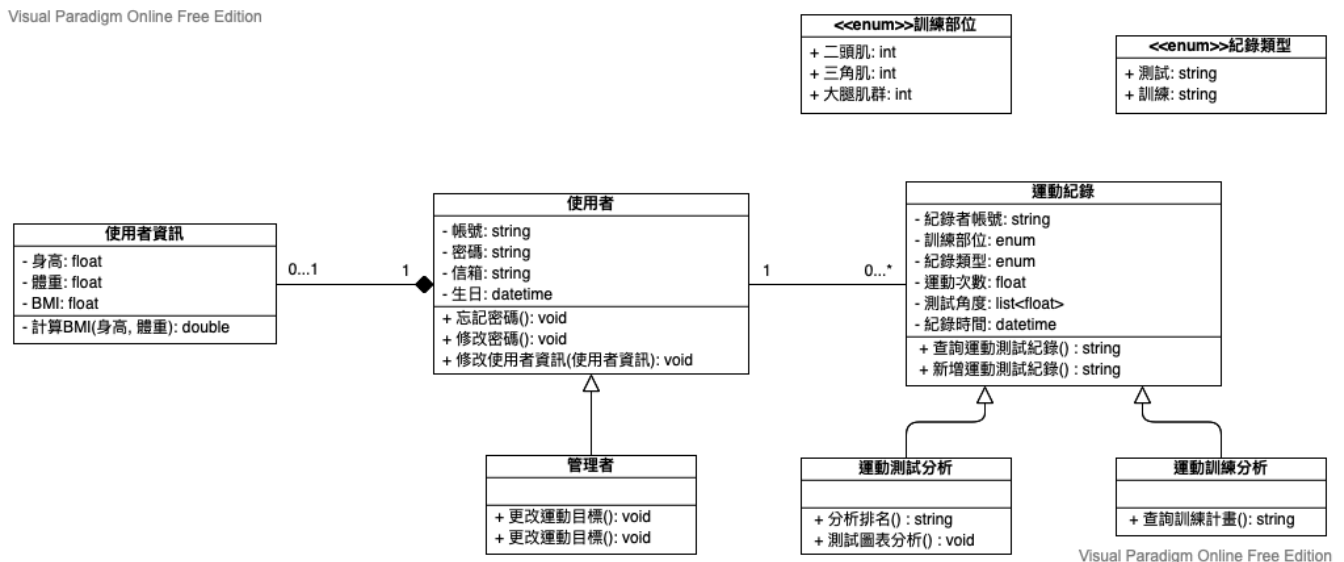 Visual Paradigm Online Free Edition
<<enum>>訓練部位
+ 二頭肌: int
+ 三角肌: int
+ 大腿肌群: int
<<enum>>紀錄類型
+ 測試: string
+ 訓練: string
使用者資訊
- 身高: float
- 體重: float
- BMI: float
- 計算BMI(身高, 體重): double
0...1
1
使用者
- 帳號: string
- 密碼: string
- 信箱: string
- 生日: datetime
+ 忘記密碼(): void
+ 修改密碼(): void
+ 修改使用者資訊(使用者資訊): void
1
0...*
運動紀錄
- 紀錄者帳號: string
- 訓練部位: enum
- 紀錄類型: enum
- 運動次數: float
- 測試角度: list<float>
- 紀錄時間: datetime
+ 查詢運動測試紀錄() : string
+ 新增運動測試紀錄() : string
管理者
+ 更改運動目標(): void
+ 更改運動目標(): void
運動測試分析
+ 分析排名() : string
+ 測試圖表分析() : void
運動訓練分析
+ 查詢訓練計畫(): string
Visual Paradigm Online Free Edition